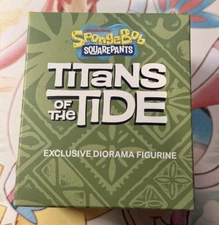 SpongeBob
SQUAREPANTS
TITANS
OF THE TIDE
EXCLUSIVE DIORAMA FIGURINE